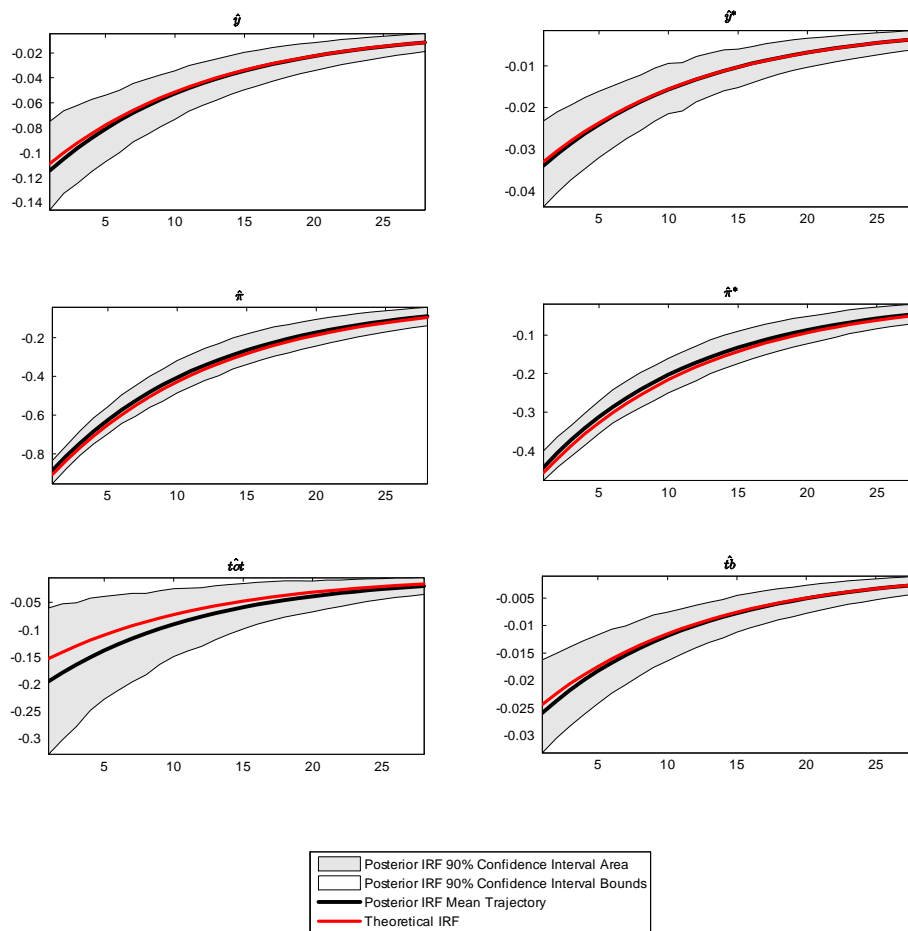 ŷ
-0.02
-0.04
-0.06
-0.08
-0.1
-0.12
-0.14
5 10 15 20 25
ŷ*
-0.01
-0.02
-0.03
-0.04
5 10 15 20 25
π̂
-0.2
-0.4
-0.6
-0.8
5 10 15 20 25
π̂*
-0.1
-0.2
-0.3
-0.4
5 10 15 20 25
tôt
-0.05
-0.1
-0.15
-0.2
-0.25
-0.3
5 10 15 20 25
tb̂
-0.005
-0.01
-0.015
-0.02
-0.025
-0.03
5 10 15 20 25
Posterior IRF 90% Confidence Interval Area
Posterior IRF 90% Confidence Interval Bounds
Posterior IRF Mean Trajectory
Theoretical IRF